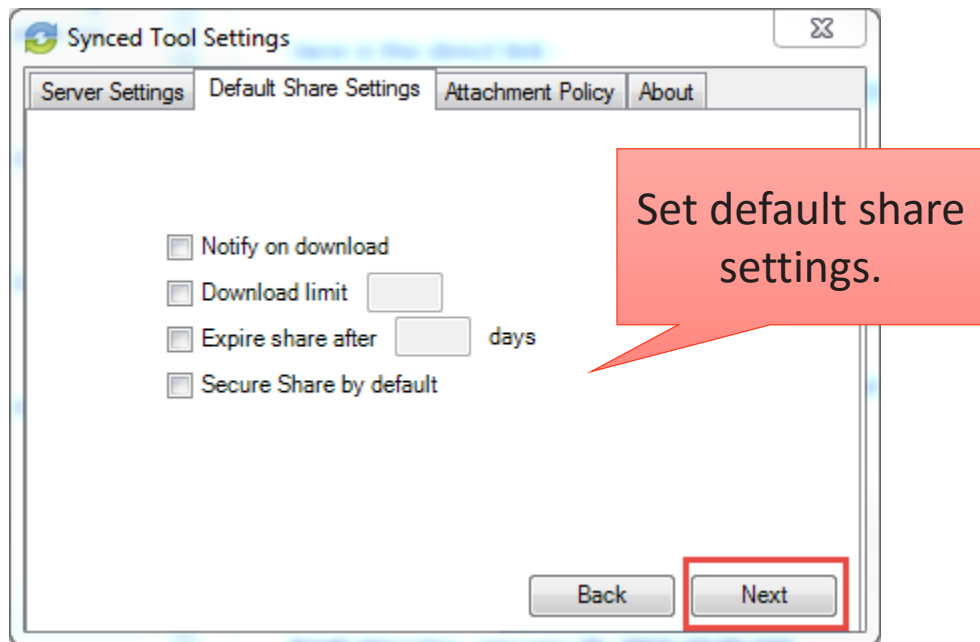 Synced Tool Settings
Server Settings Default Share Settings Attachment Policy About
Set default share
settings.
Notify on download
Download limit
Expire share after days
Secure Share by default
Back Next